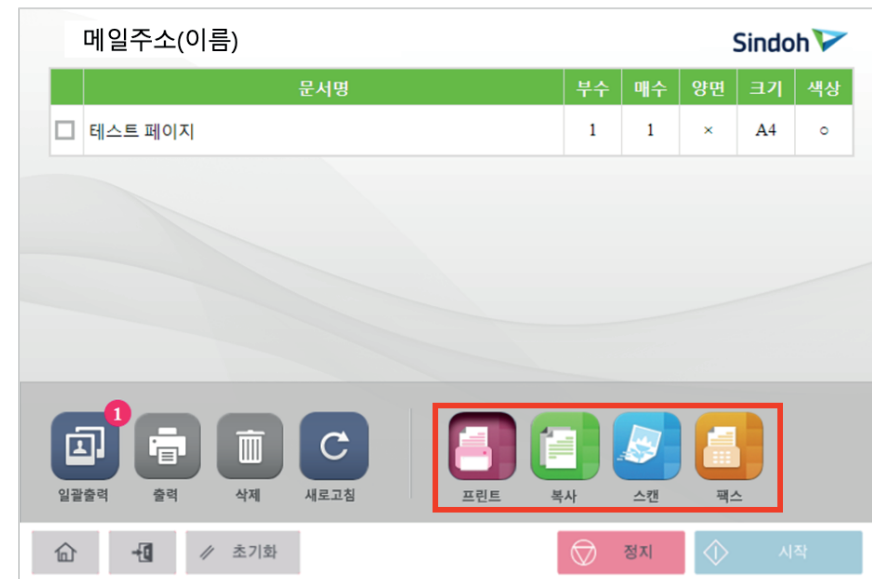 메일주소(이름)
Sindoh
문서명 부수 매수 양면 크기 색상
테스트 페이지 1 1 × A4 ○
1
일괄출력 출력 삭제 새로고침 프린트 복사 스캔 팩스
초기화 정지 시작